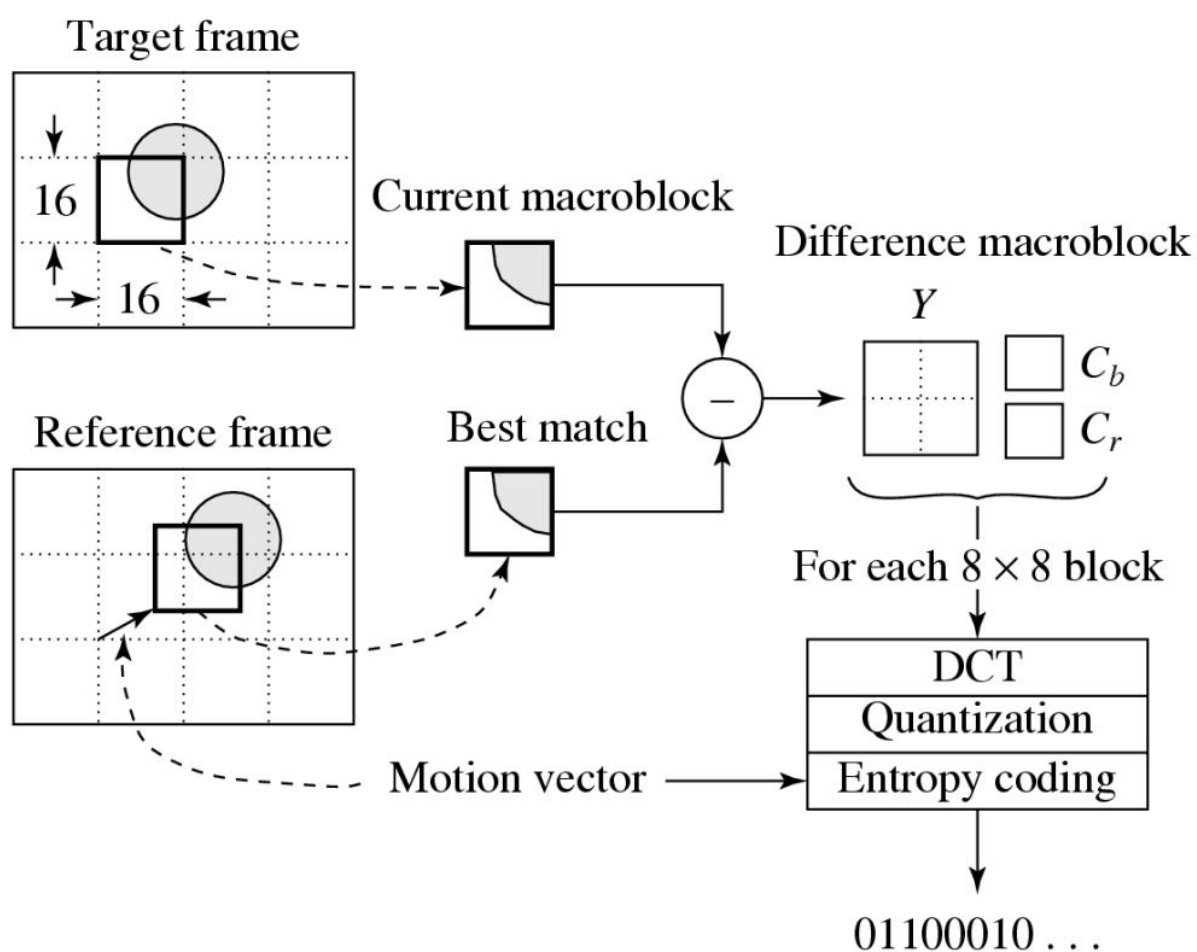 Target frame
16
16
Current macroblock
Difference macroblock
Y
C_b
C_r
−
Reference frame
Best match
For each 8 × 8 block
DCT
Quantization
Entropy coding
Motion vector
01100010 . . .